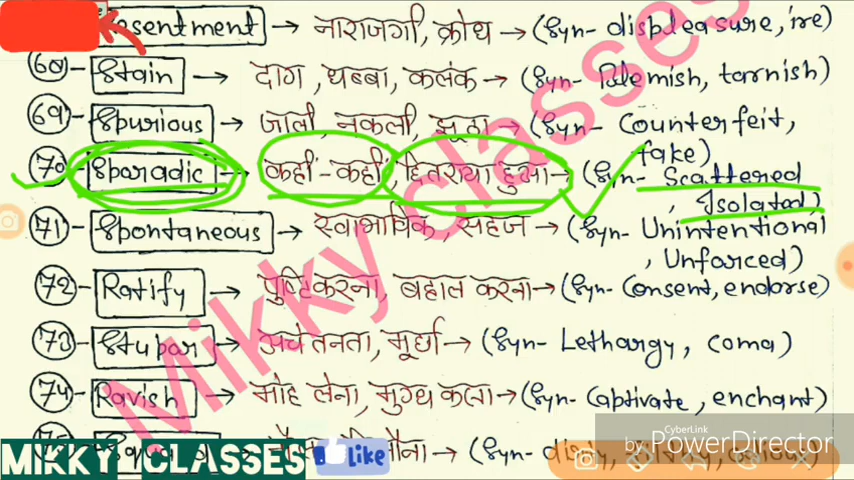 esentment → नाराजगी, क्रोध → (Syn- displeasure, ire)
Stain → दाग, धब्बा, कलंक → (Syn- Blemish, tarnish)
69 - Spurious → जाली, नकली, झूठा → (Syn- Counterfeit, fake)
70 - Sporadic → कहीं-कहीं, छितराया हुआ → (Syn- Scattered, Isolated)
71 - Spontaneous → स्वाभाविक, सहज → (Syn- Unintentional, Unforced)
72 - Ratify → पुष्टि करना, बहाल करना → (Syn- Consent, endorse)
73 - Stupor → अचेतनता, मूर्छा → (Syn- Lethargy, coma)
74 - Ravish → मोह लेना, मुग्ध करना → (Syn- Captivate, enchant)
(Syn-
Mikky classes
CyberLink
by PowerDirector
MIKKY CLASSES Like